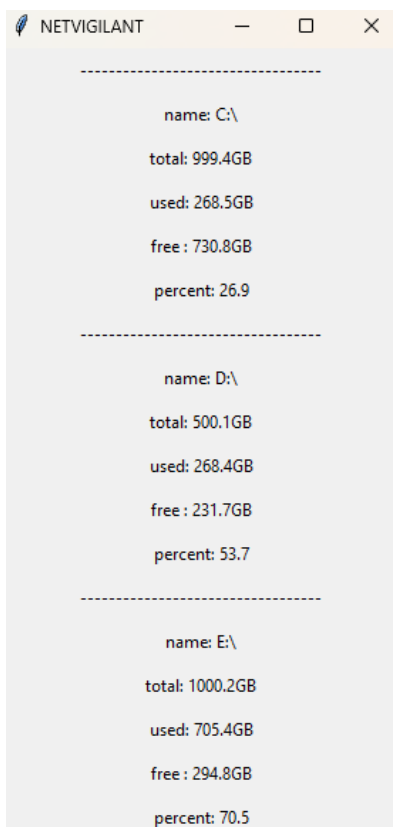 NETVIGILANT
----------------------------------
name: C:\
total: 999.4GB
used: 268.5GB
free : 730.8GB
percent: 26.9
----------------------------------
name: D:\
total: 500.1GB
used: 268.4GB
free : 231.7GB
percent: 53.7
----------------------------------
name: E:\
total: 1000.2GB
used: 705.4GB
free : 294.8GB
percent: 70.5